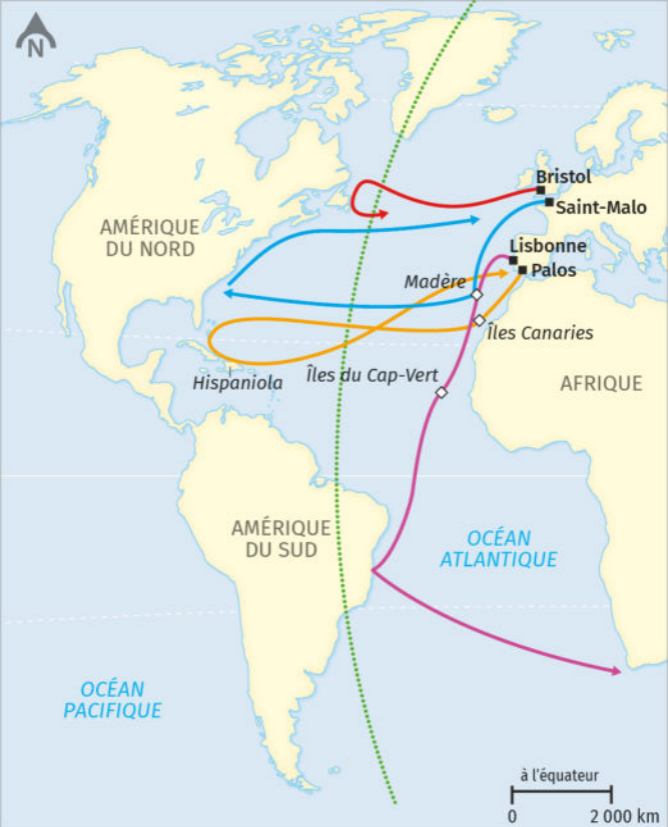 N
Bristol
Saint-Malo
AMÉRIQUE
DU NORD
Lisbonne
Palos
Madère
Îles Canaries
Hispaniola
Îles du Cap-Vert
AFRIQUE
AMÉRIQUE
DU SUD
OCÉAN
ATLANTIQUE
OCÉAN
PACIFIQUE
à l'équateur
0 2 000 km